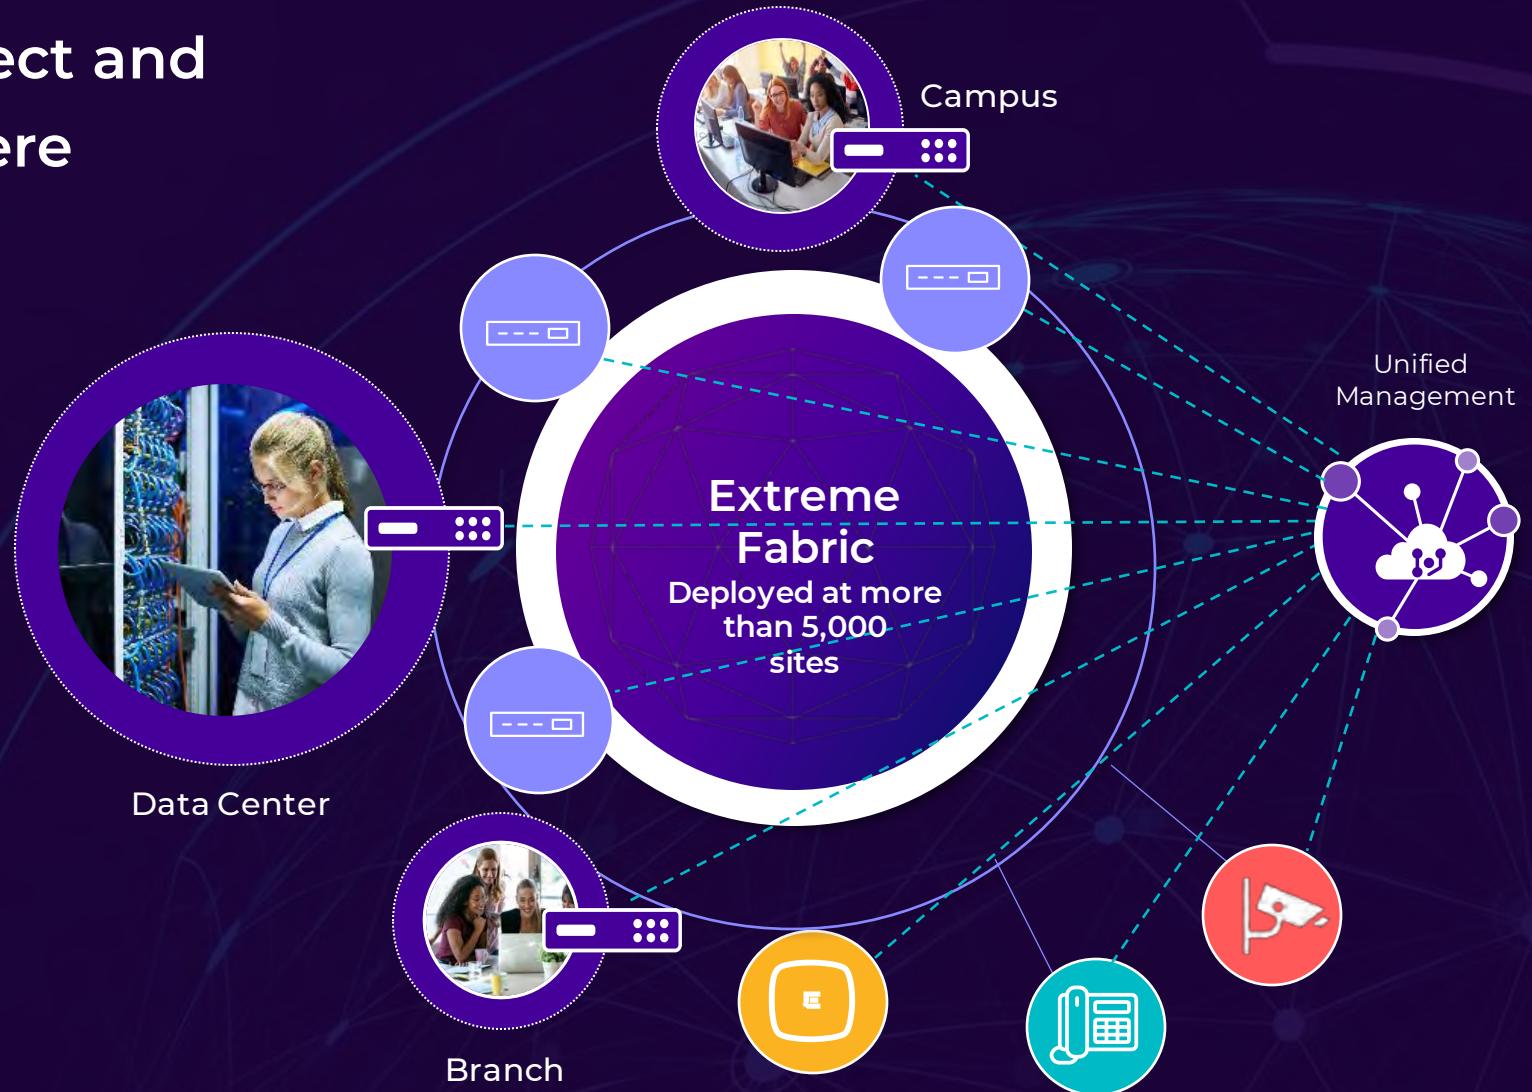 ect and
ere
Campus
Unified
Management
Extreme
Fabric
Deployed at more
than 5,000
sites
Data Center
Branch
E